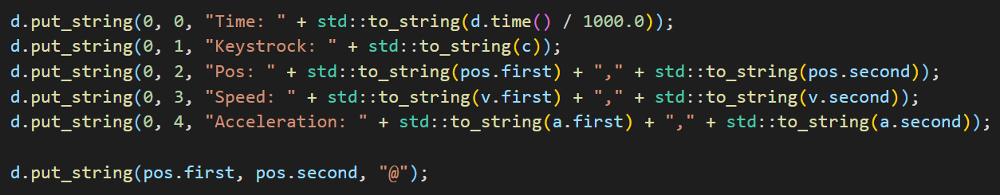 d.put_string(0, 0, "Time: " + std::to_string(d.time() / 1000.0));
d.put_string(0, 1, "Keystrock: " + std::to_string(c));
d.put_string(0, 2, "Pos: " + std::to_string(pos.first) + "," + std::to_string(pos.second));
d.put_string(0, 3, "Speed: " + std::to_string(v.first) + "," + std::to_string(v.second));
d.put_string(0, 4, "Acceleration: " + std::to_string(a.first) + "," + std::to_string(a.second));
d.put_string(pos.first, pos.second, "@");